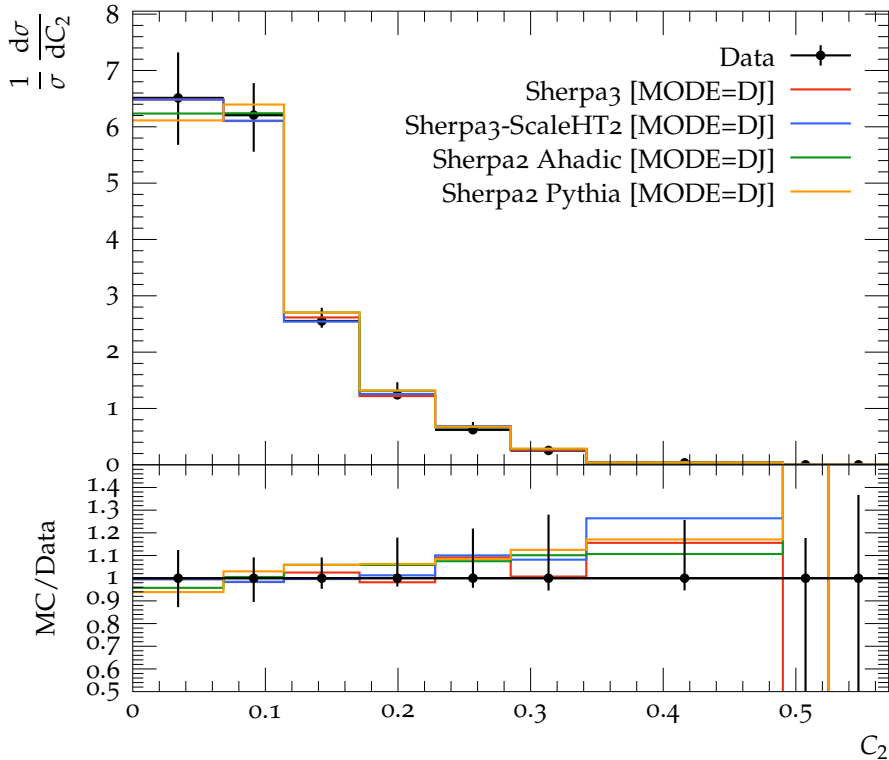 1/σ dσ/dC₂
8
7
6
5
4
3
2
1
0
Data
Sherpa3 [MODE=DJ]
Sherpa3-ScaleHT2 [MODE=DJ]
Sherpa2 Ahadic [MODE=DJ]
Sherpa2 Pythia [MODE=DJ]
MC/Data
1.4
1.3
1.2
1.1
1
0.9
0.8
0.7
0.6
0.5
0 0.1 0.2 0.3 0.4 0.5
C₂